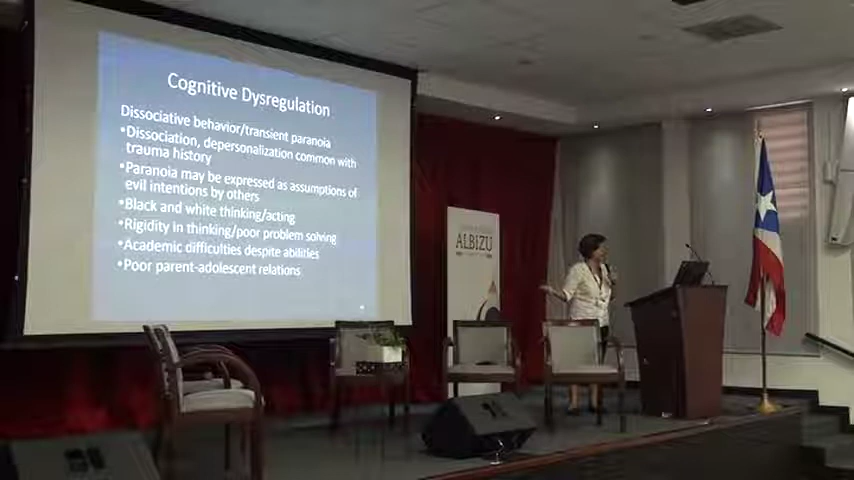 Cognitive Dysregulation
Dissociative behavior/transient paranoia
•Dissociation, depersonalization common with
trauma history
•Paranoia may be expressed as assumptions of
evil intentions by others
•Black and white thinking/acting
•Rigidity in thinking/poor problem solving
•Academic difficulties despite abilities
•Poor parent-adolescent relations
ALBIZU